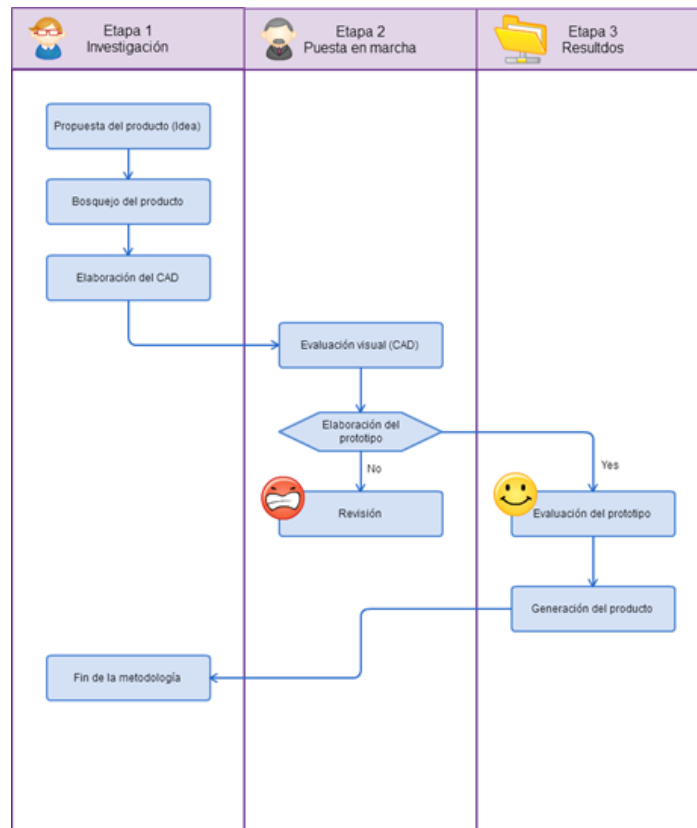 Etapa 1
Investigación
Etapa 2
Puesta en marcha
Etapa 3
Resultdos
Propuesta del producto (Idea)
Bosquejo del producto
Elaboración del CAD
Evaluación visual (CAD)
Elaboración del
prototipo
No
Yes
Revisión
Evaluación del prototipo
Generación del producto
Fin de la metodología